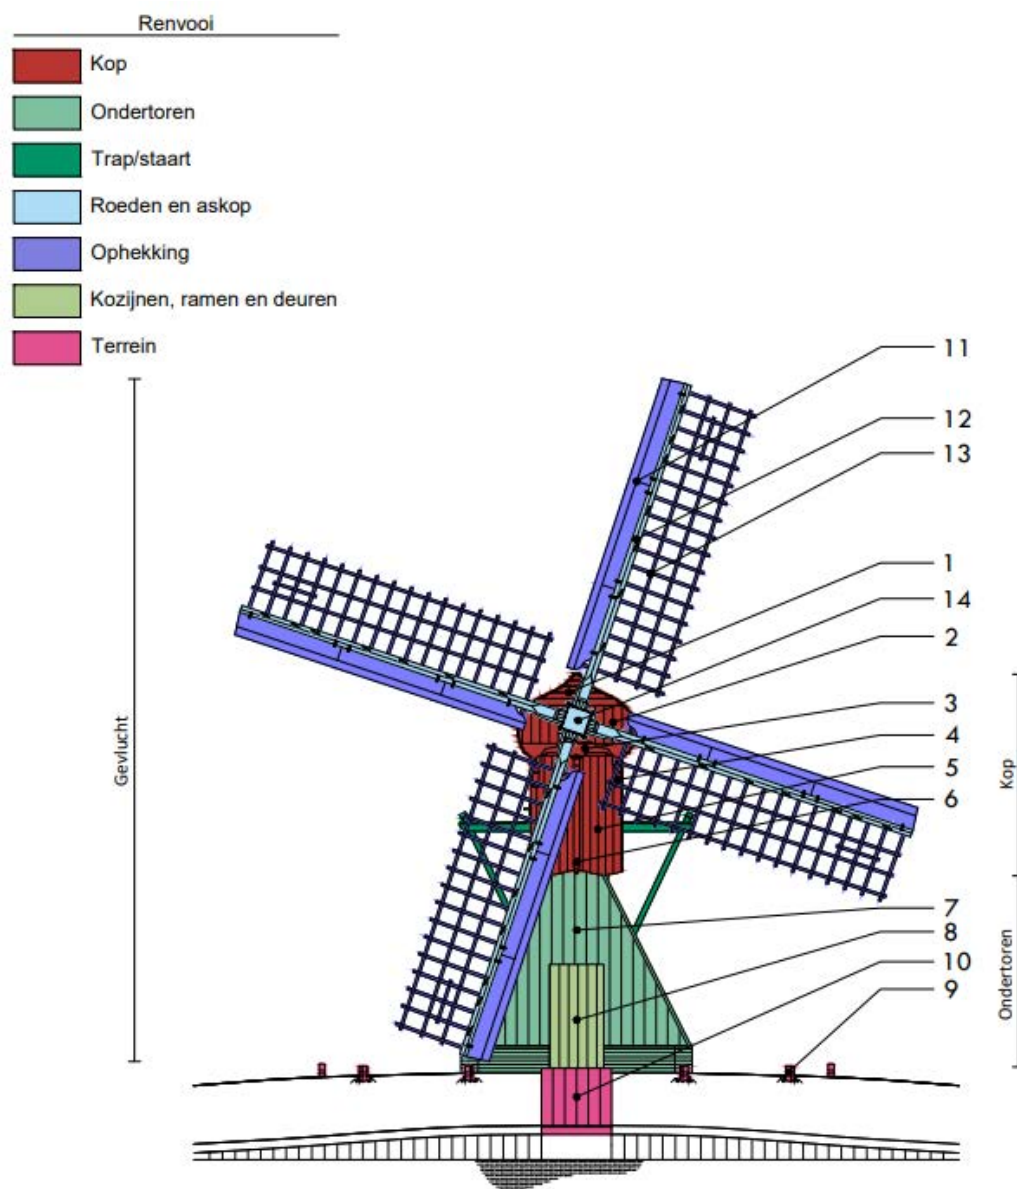 Renvooi
Kop
Ondertoren
Trap/staart
Roeden en askop
Ophekking
Kozijnen, ramen en deuren
Terrein
11
12
13
1
14
2
3
4
5
6
7
8
10
9
Gevlucht
Kop
Ondertoren